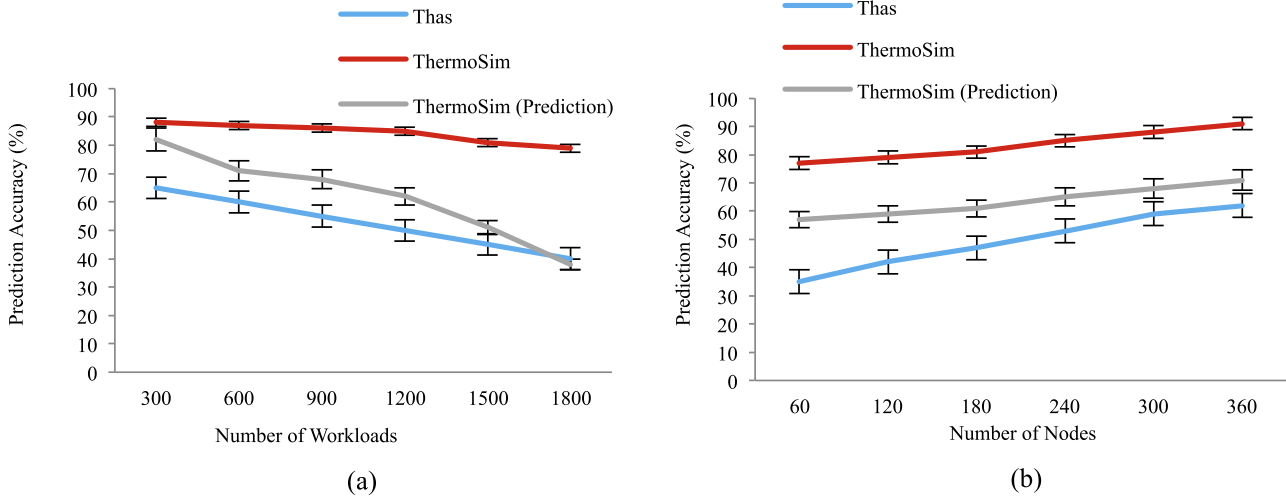 Thas
ThermoSim
ThermoSim (Prediction)
Prediction Accuracy (%)
100
90
80
70
60
50
40
30
20
10
0
300 600 900 1200 1500 1800
Number of Workloads
(a)
Thas
ThermoSim
ThermoSim (Prediction)
Prediction Accuracy (%)
100
90
80
70
60
50
40
30
20
10
0
60 120 180 240 300 360
Number of Nodes
(b)